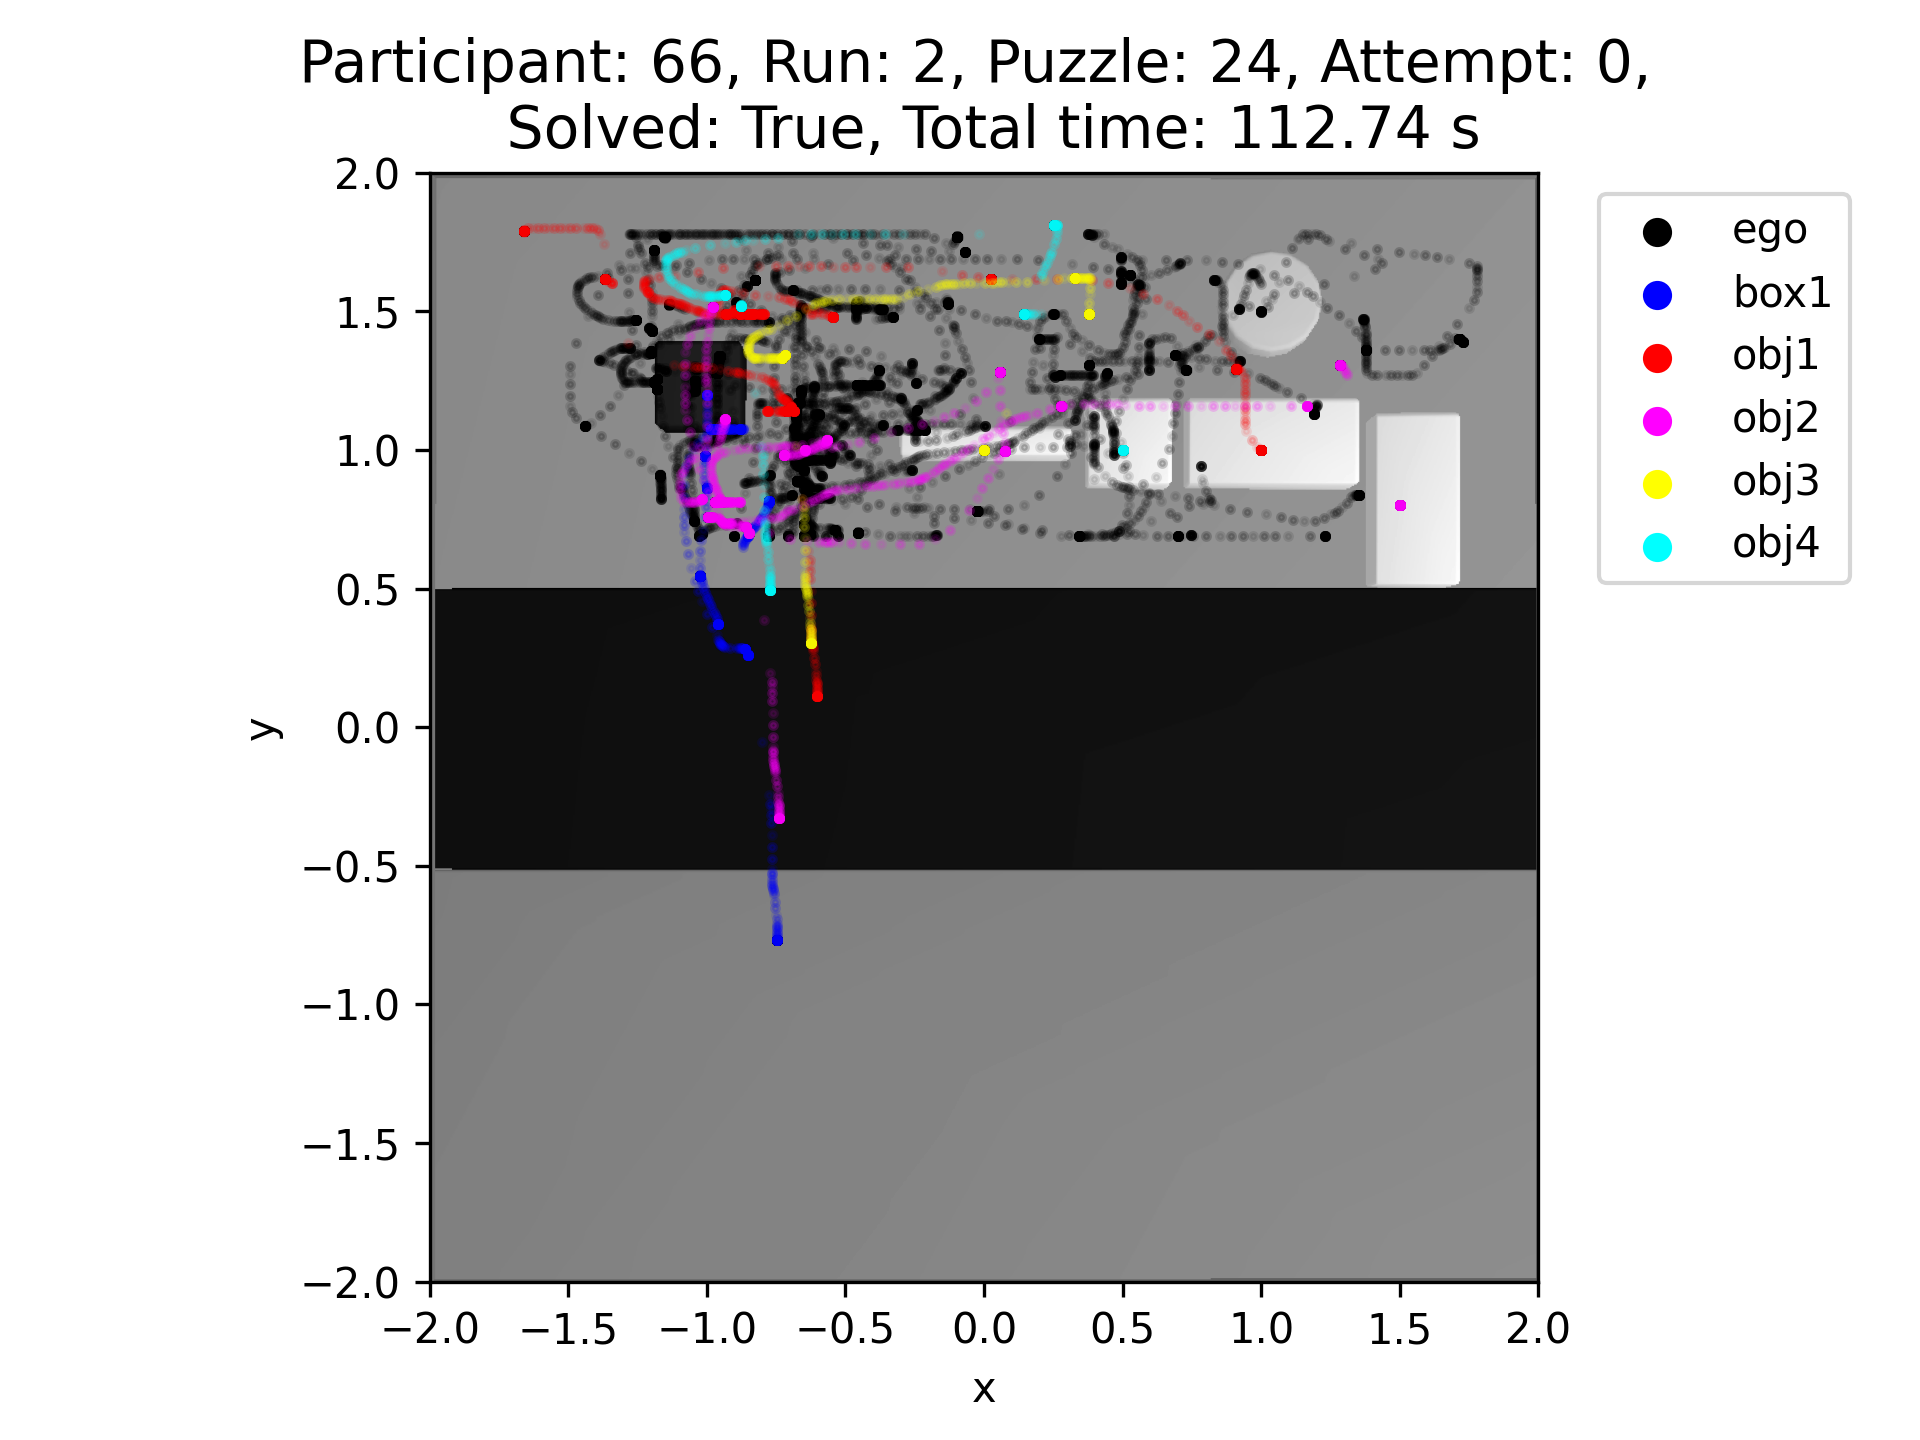 Participant: 66, Run: 2, Puzzle: 24, Attempt: 0,
Solved: True, Total time: 112.74 s
2.0
1.5
1.0
0.5
0.0
−0.5
−1.0
−1.5
−2.0
y
−2.0 −1.5 −1.0 −0.5 0.0 0.5 1.0 1.5 2.0
x
ego
box1
obj1
obj2
obj3
obj4